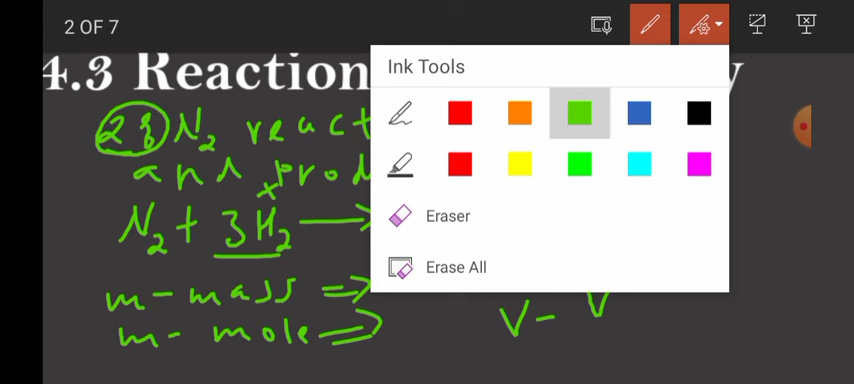 2 OF 7
4.3 Reaction
Ink Tools
28 N2 react
and prod
N2 + 3H2 ⟶
Eraser
Erase All
m - mass ⇒
m - mole ⇒
V - V